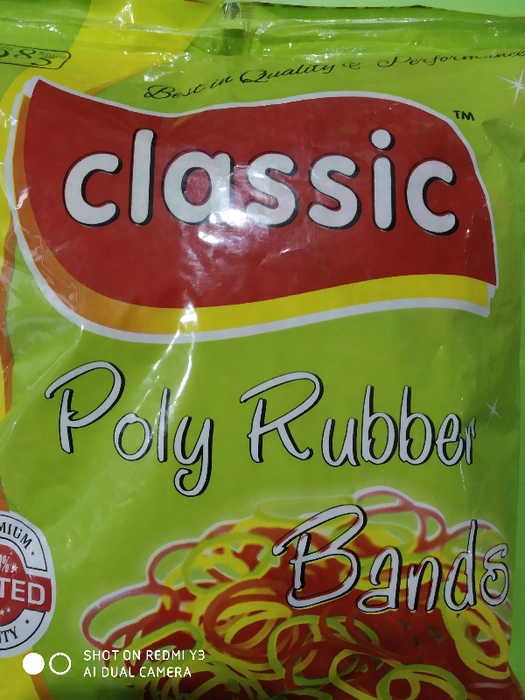 Best in Quality & Performance
classic
TM
Poly Rubber
Bands
SHOT ON REDMI Y3
AI DUAL CAMERA